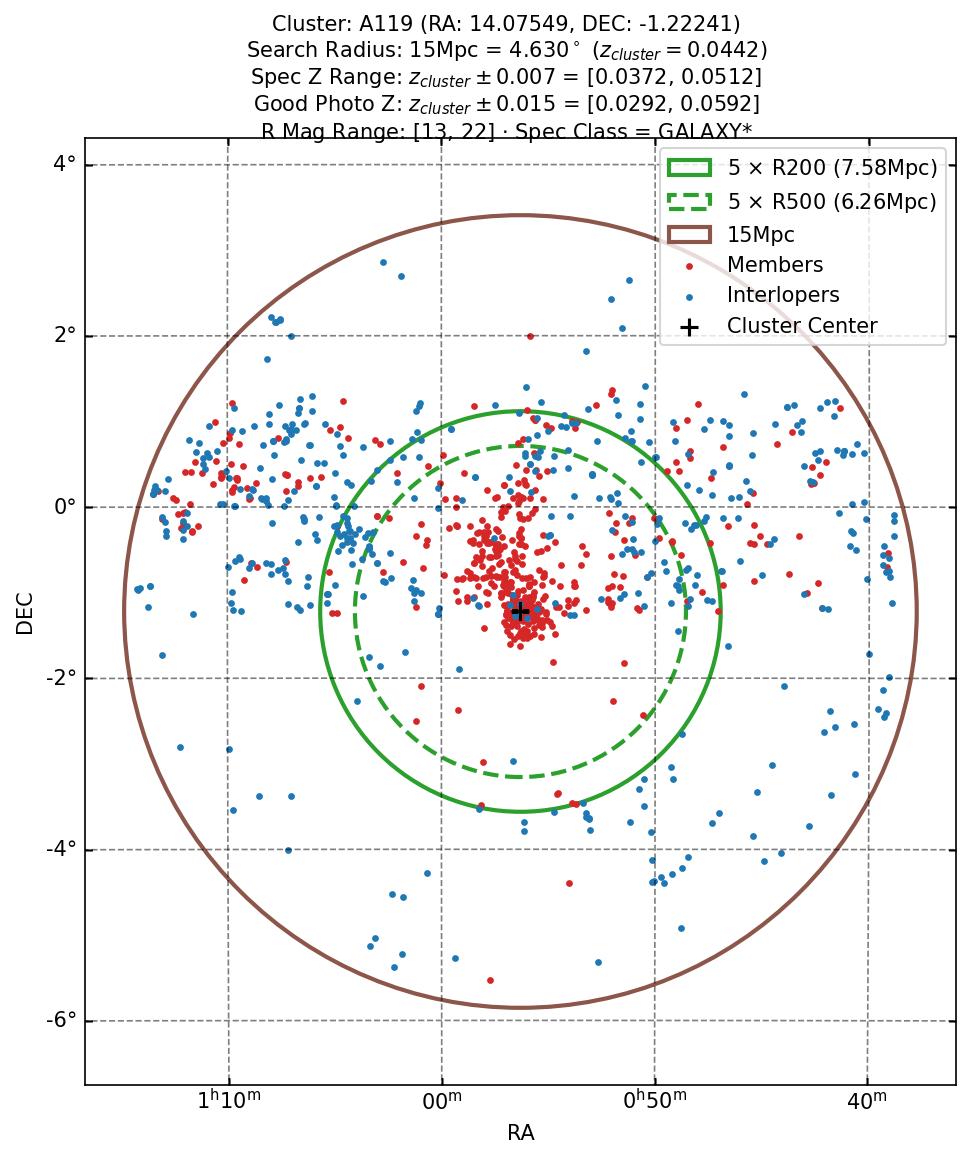 Cluster: A119 (RA: 14.07549, DEC: -1.22241)
Search Radius: 15Mpc = 4.630° (z_cluster = 0.0442)
Spec Z Range: z_cluster ± 0.007 = [0.0372, 0.0512]
Good Photo Z: z_cluster ± 0.015 = [0.0292, 0.0592]
R Mag Range: [13, 22] · Spec Class = GALAXY*
5 × R200 (7.58Mpc)
5 × R500 (6.26Mpc)
15Mpc
Members
Interlopers
Cluster Center
4°
2°
0°
-2°
-4°
-6°
DEC
1ʰ10ᵐ 00ᵐ 0ʰ50ᵐ 40ᵐ
RA